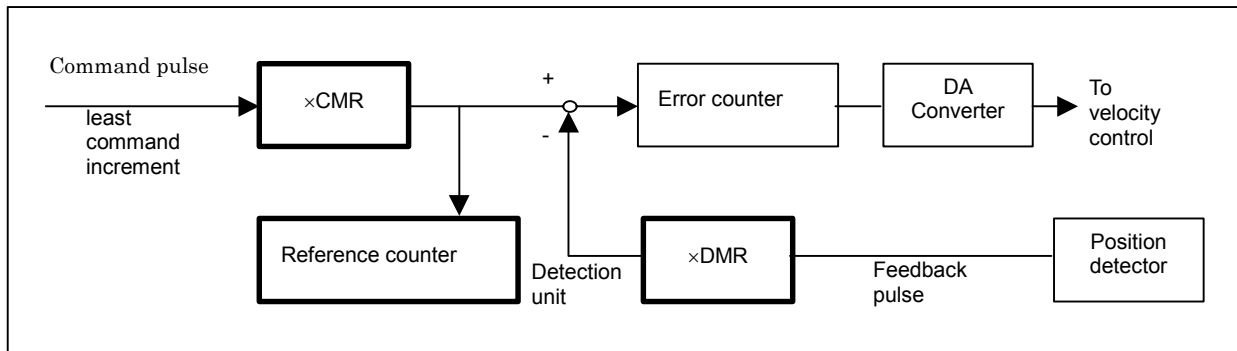 Command pulse
least
command
increment
×CMR
+
-
Error counter
DA
Converter
To
velocity
control
Reference counter
Detection
unit
×DMR
Feedback
pulse
Position
detector